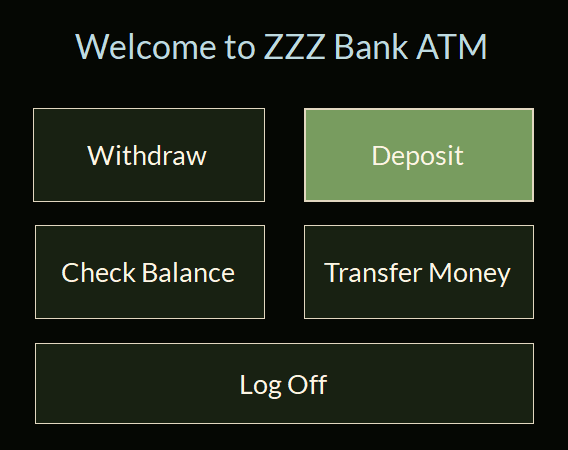 Welcome to ZZZ Bank ATM
Withdraw
Deposit
Check Balance
Transfer Money
Log Off